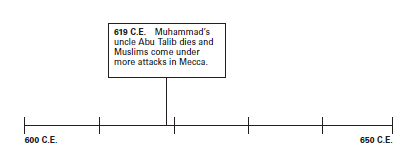 619 C.E. Muhammad's
uncle Abu Talib dies and
Muslims come under
more attacks in Mecca.
600 C.E. 650 C.E.